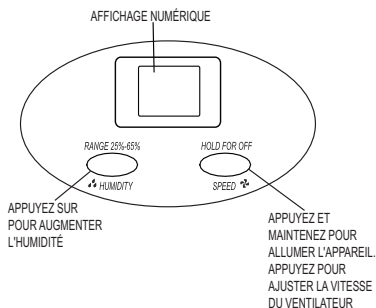 AFFICHAGE NUMÉRIQUE
RANGE 25%-65%
HOLD FOR OFF
HUMIDITY
SPEED
APPUYEZ SUR
POUR AUGMENTER
L'HUMIDITÉ
APPUYEZ ET
MAINTENEZ POUR
ALLUMER L'APPAREIL.
APPUYEZ POUR
AJUSTER LA VITESSE
DU VENTILATEUR